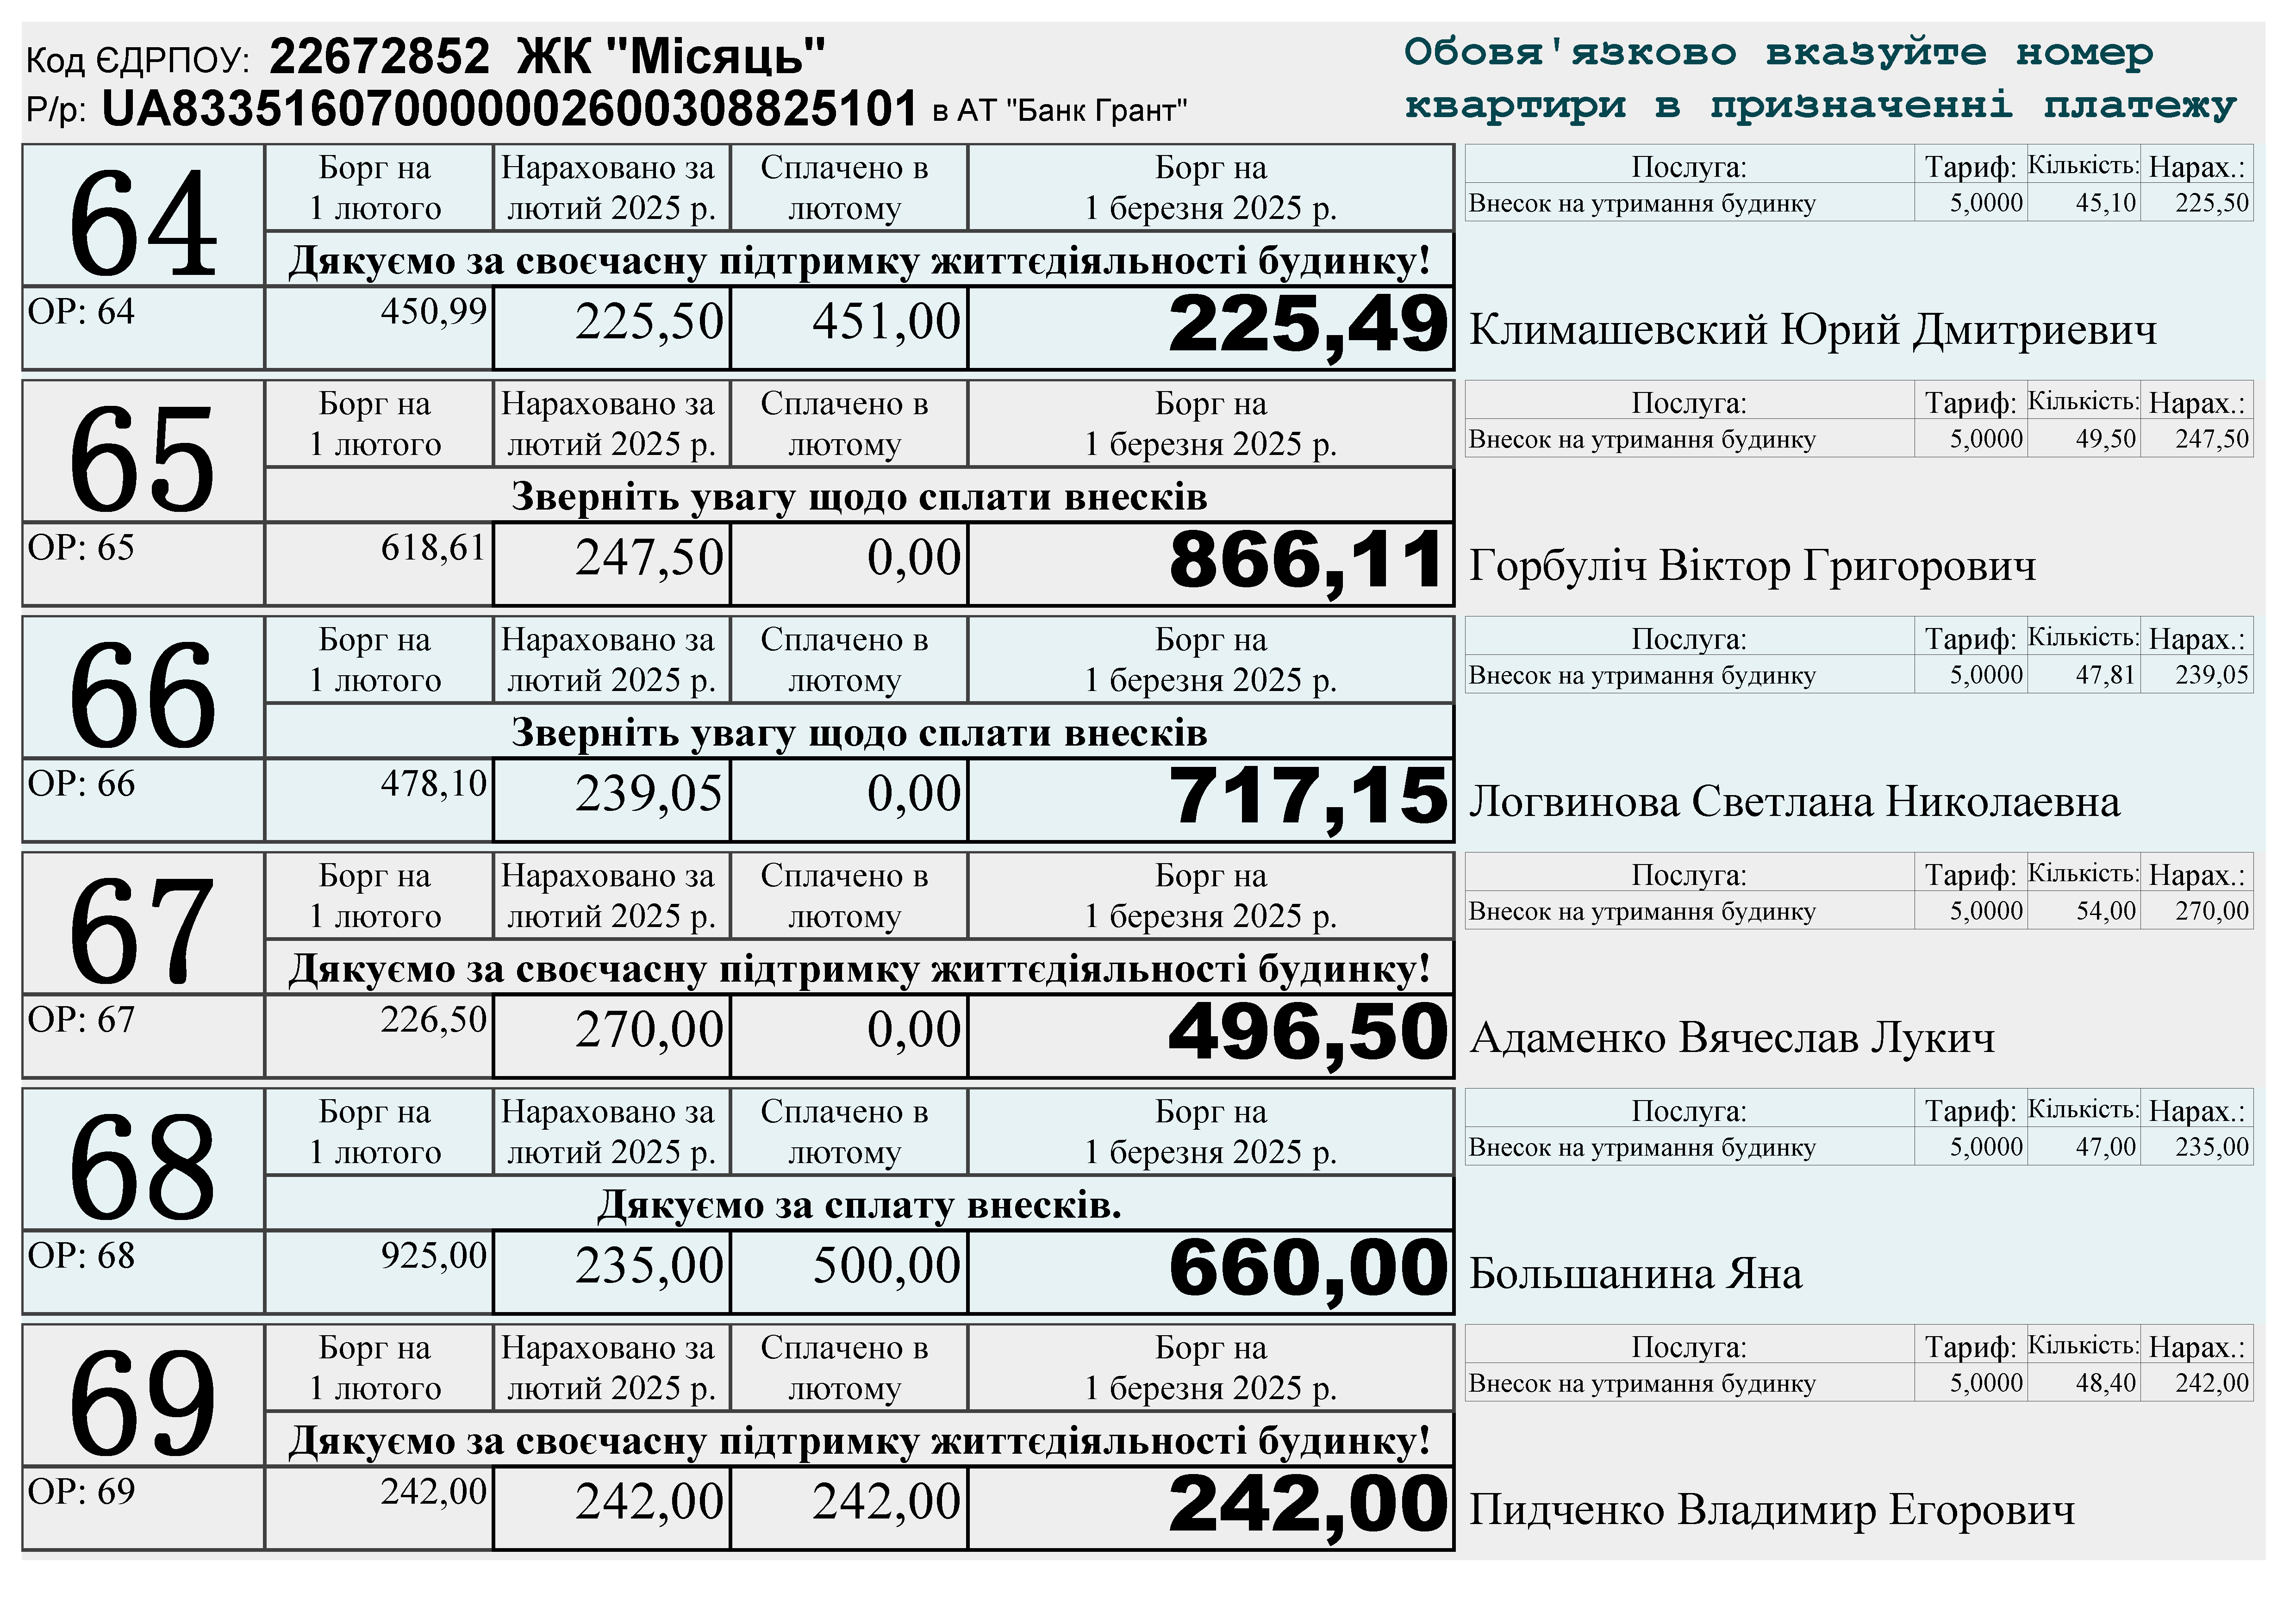 Код ЄДРПОУ: 22672852 ЖК "Місяць"
Р/р: UA833516070000002600308825101 в АТ "Банк Грант"
Обовя'язково вказуйте номер
квартири в призначенні платежу
64
Борг на 1 лютого
Нараховано за лютий 2025 р.
Сплачено в лютому
Борг на 1 березня 2025 р.
Послуга: Тариф: Кількість: Нарах.:
Внесок на утримання будинку 5,0000 45,10 225,50
Дякуємо за своєчасну підтримку життєдіяльності будинку!
ОР: 64 450,99 225,50 451,00 225,49 Климашевский Юрий Дмитриевич
65
Борг на 1 лютого
Нараховано за лютий 2025 р.
Сплачено в лютому
Борг на 1 березня 2025 р.
Послуга: Тариф: Кількість: Нарах.:
Внесок на утримання будинку 5,0000 49,50 247,50
Зверніть увагу щодо сплати внесків
ОР: 65 618,61 247,50 0,00 866,11 Горбуліч Віктор Григорович
66
Борг на 1 лютого
Нараховано за лютий 2025 р.
Сплачено в лютому
Борг на 1 березня 2025 р.
Послуга: Тариф: Кількість: Нарах.:
Внесок на утримання будинку 5,0000 47,81 239,05
Зверніть увагу щодо сплати внесків
ОР: 66 478,10 239,05 0,00 717,15 Логвинова Светлана Николаевна
67
Борг на 1 лютого
Нараховано за лютий 2025 р.
Сплачено в лютому
Борг на 1 березня 2025 р.
Послуга: Тариф: Кількість: Нарах.:
Внесок на утримання будинку 5,0000 54,00 270,00
Дякуємо за своєчасну підтримку життєдіяльності будинку!
ОР: 67 226,50 270,00 0,00 496,50 Адаменко Вячеслав Лукич
68
Борг на 1 лютого
Нараховано за лютий 2025 р.
Сплачено в лютому
Борг на 1 березня 2025 р.
Послуга: Тариф: Кількість: Нарах.:
Внесок на утримання будинку 5,0000 47,00 235,00
Дякуємо за сплату внесків.
ОР: 68 925,00 235,00 500,00 660,00 Большанина Яна
69
Борг на 1 лютого
Нараховано за лютий 2025 р.
Сплачено в лютому
Борг на 1 березня 2025 р.
Послуга: Тариф: Кількість: Нарах.:
Внесок на утримання будинку 5,0000 48,40 242,00
Дякуємо за своєчасну підтримку життєдіяльності будинку!
ОР: 69 242,00 242,00 242,00 242,00 Пидченко Владимир Егорович